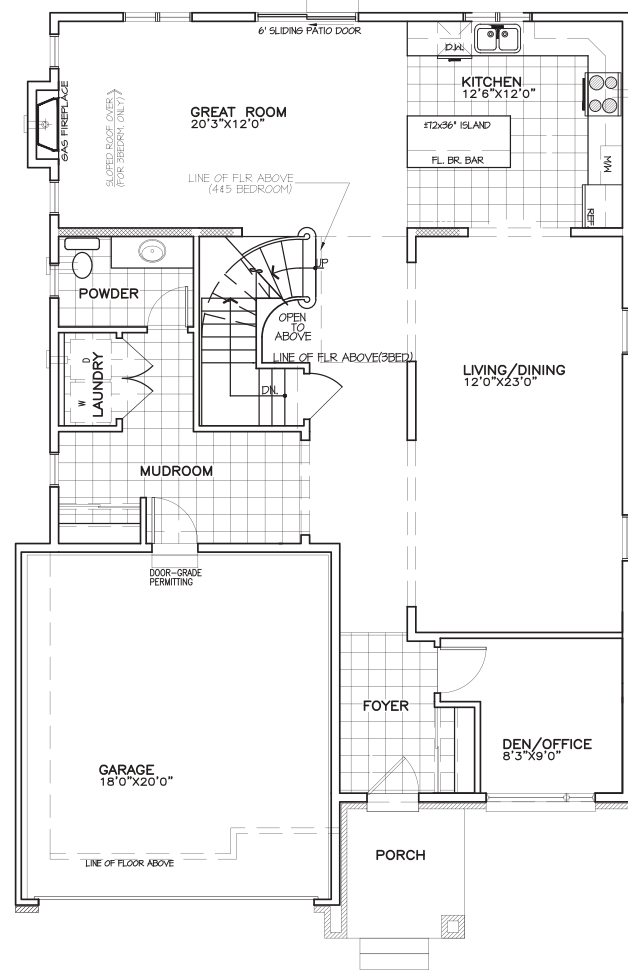 6' SLIDING PATIO DOOR
D.W.
KITCHEN
12'6"X12'0"
GAS FIREPLACE
SLOPED ROOF OVER
(FOR 3BEDRM. ONLY)
GREAT ROOM
20'3"X12'0"
±72x36" ISLAND
FL. BR. BAR
M/W
REF.
LINE OF FLR ABOVE
(4&5 BEDROOM)
UP
POWDER
OPEN
TO
ABOVE
LINE OF FLR ABOVE(3BED)
LIVING/DINING
12'0"X23'0"
D
W
LAUNDRY
DN.
MUDROOM
DOOR-GRADE
PERMITTING
FOYER
DEN/OFFICE
8'3"X9'0"
GARAGE
18'0"X20'0"
PORCH
LINE OF FLOOR ABOVE